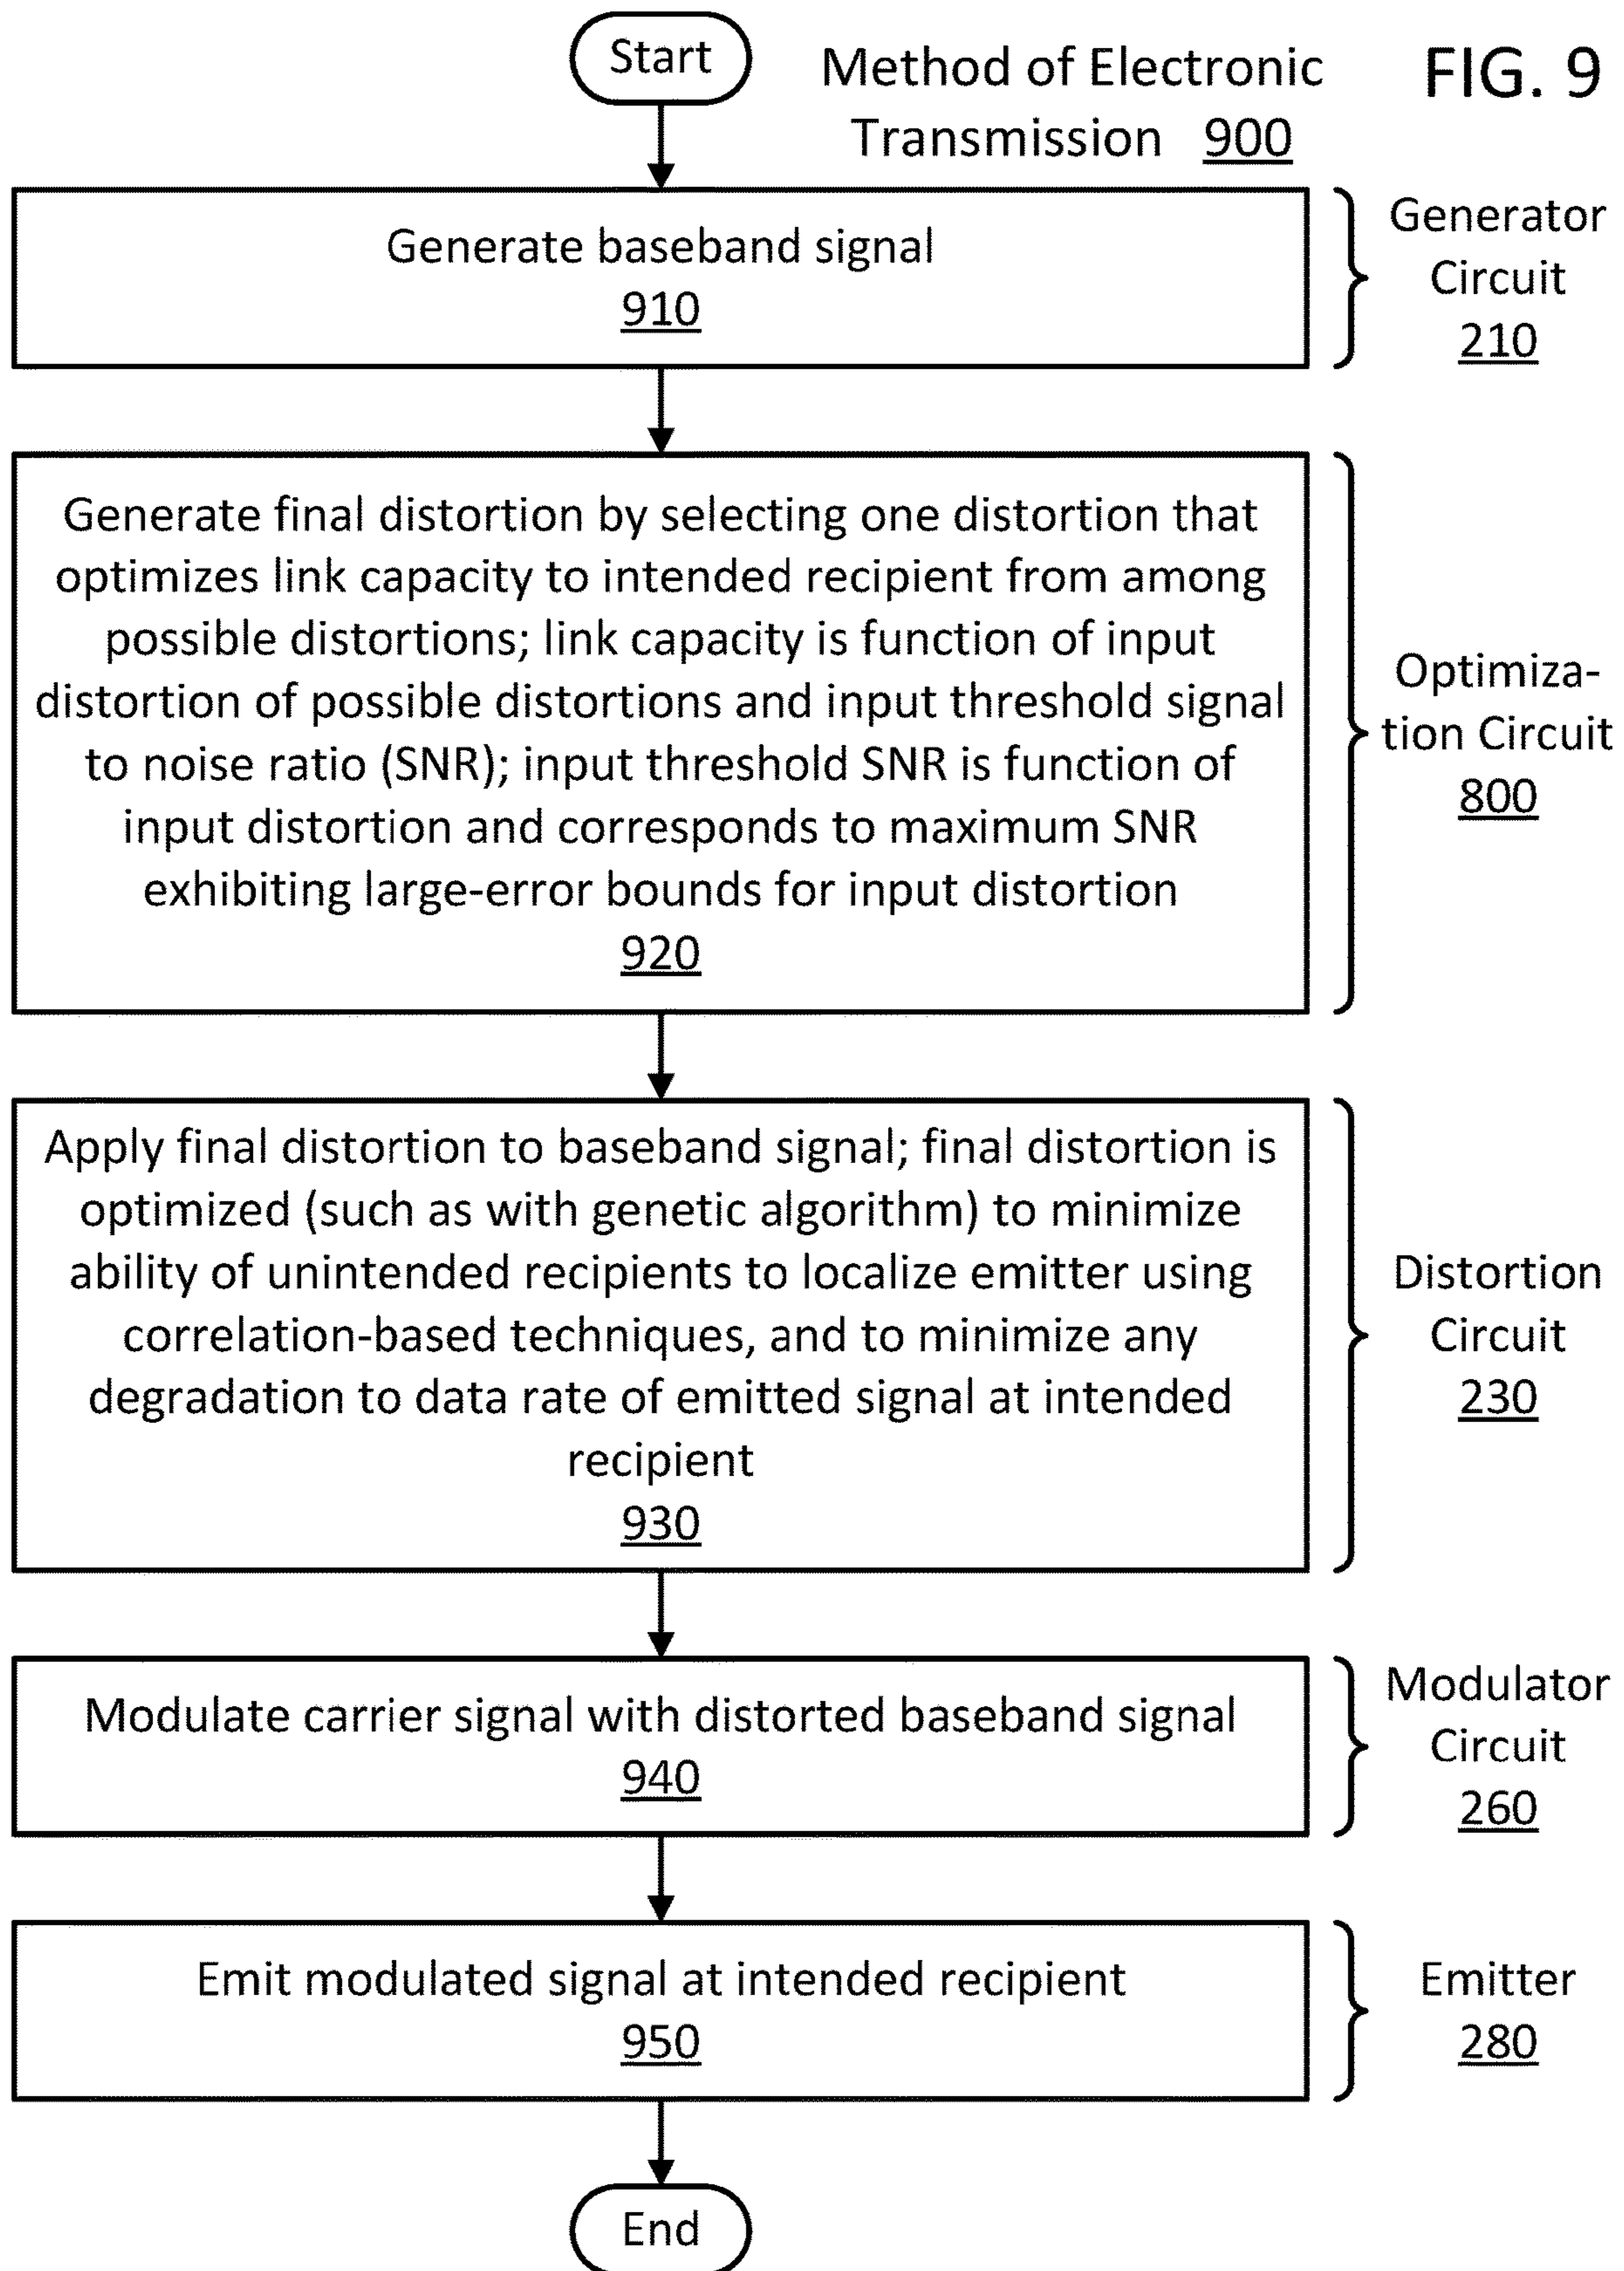 Start
Method of Electronic
Transmission 900
FIG. 9
Generate baseband signal
910
Generator
Circuit
210
Generate final distortion by selecting one distortion that
optimizes link capacity to intended recipient from among
possible distortions; link capacity is function of input
distortion of possible distortions and input threshold signal
to noise ratio (SNR); input threshold SNR is function of
input distortion and corresponds to maximum SNR
exhibiting large-error bounds for input distortion
920
Optimiza-
tion Circuit
800
Apply final distortion to baseband signal; final distortion is
optimized (such as with genetic algorithm) to minimize
ability of unintended recipients to localize emitter using
correlation-based techniques, and to minimize any
degradation to data rate of emitted signal at intended
recipient
930
Distortion
Circuit
230
Modulate carrier signal with distorted baseband signal
940
Modulator
Circuit
260
Emit modulated signal at intended recipient
950
Emitter
280
End